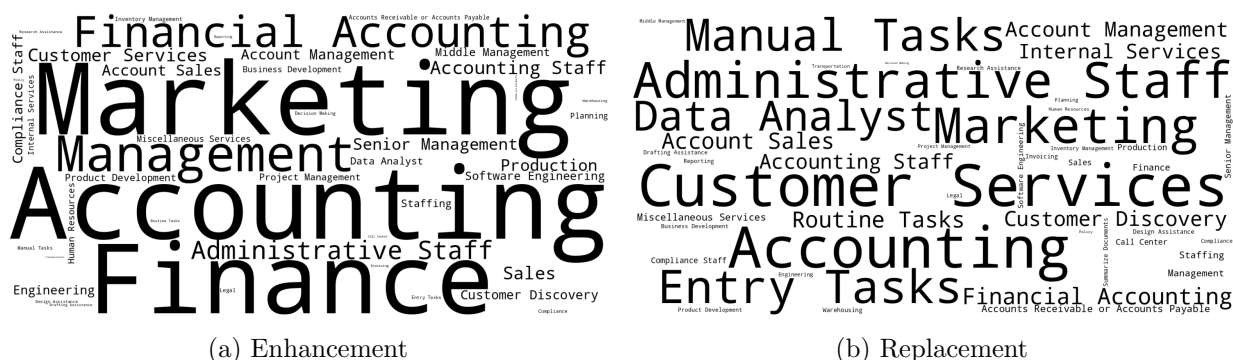 Inventory Management
Accounts Receivable or Accounts Payable
Financial Accounting
Research Assistance
Reporting
Customer Services
Account Management
Middle Management
Account Sales
Business Development
Accounting Staff
Compliance Staff
Internal Services
Policy
Marketing
Decision Making
Warehousing
Planning
Miscellaneous Services
Senior Management
Management
Data Analyst
Production
Product Development
Project Management
Software Engineering
Accounting
Human Resources
Staffing
Routine Tasks
Call Center
Manual Tasks
Administrative Staff
Finance
Invoicing
Sales
Engineering
Legal
Entry Tasks
Customer Discovery
Design Assistance
Drafting Assistance
Compliance
(a) Enhancement
Middle Management
Manual Tasks
Account Management
Internal Services
Transportation
Decision Making
Research Assistance
Administrative Staff
Planning
Human Resources
Data Analyst
Marketing
Senior Management
Account Sales
Project Management
Inventory Management
Production
Drafting Assistance
Reporting
Accounting Staff
Software Engineering
Invoicing
Sales
Finance
Customer Services
Legal
Miscellaneous Services
Business Development
Routine Tasks
Customer Discovery
Policy
Design Assistance
Accounting
Summarize Documents
Call Center
Compliance
Compliance Staff
Staffing
Engineering
Management
Entry Tasks
Financial Accounting
Product Development
Warehousing
Accounts Receivable or Accounts Payable
(b) Replacement